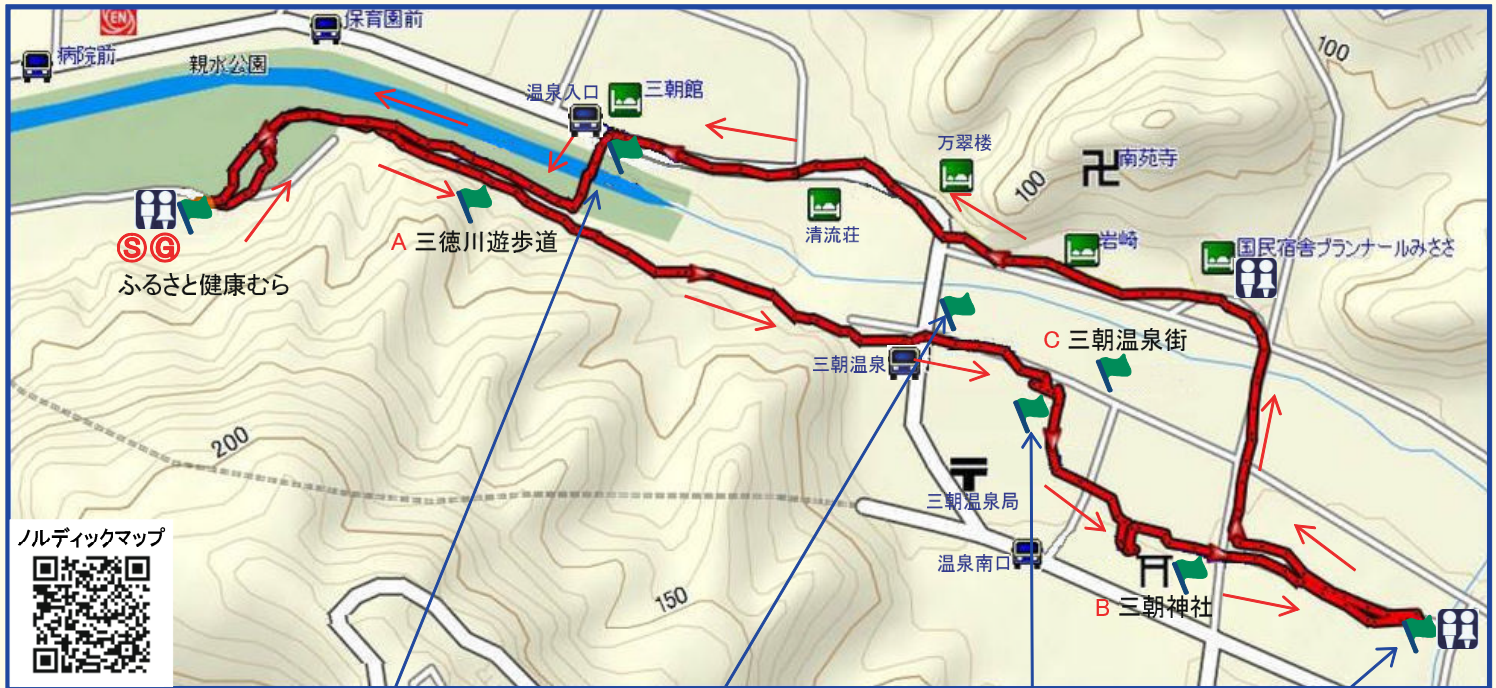 EN
保育園前
病院前
親水公園
100
温泉入口
三朝館
万翠楼
南苑寺
100
清流荘
岩崎
国民宿舎ブランナールみささ
A 三徳川遊歩道
S G
ふるさと健康むら
C 三朝温泉街
三朝温泉
200
三朝温泉局
ノルディックマップ
温泉南口
150
B 三朝神社